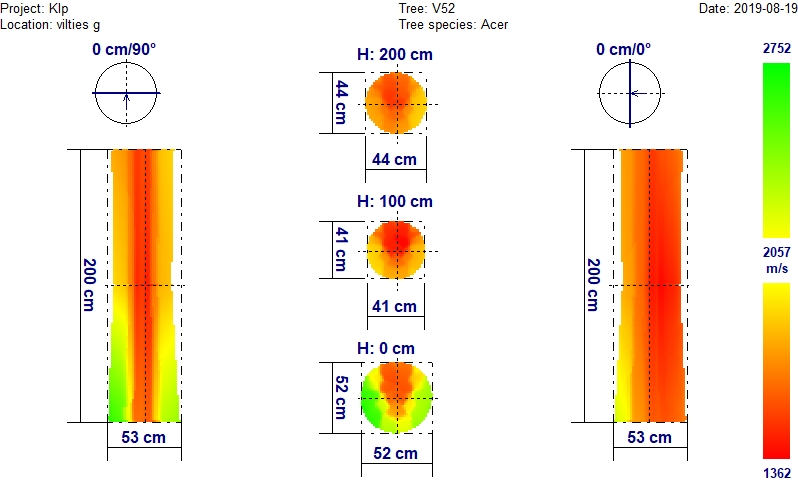 Project: Klp
Tree: V52
Date: 2019-08-19
Location: vilties g
Tree species: Acer
0 cm/90°
H: 200 cm
0 cm/0°
2752
44 cm
44 cm
H: 100 cm
41 cm
2057
m/s
200 cm
200 cm
41 cm
H: 0 cm
52 cm
53 cm
53 cm
52 cm
1362